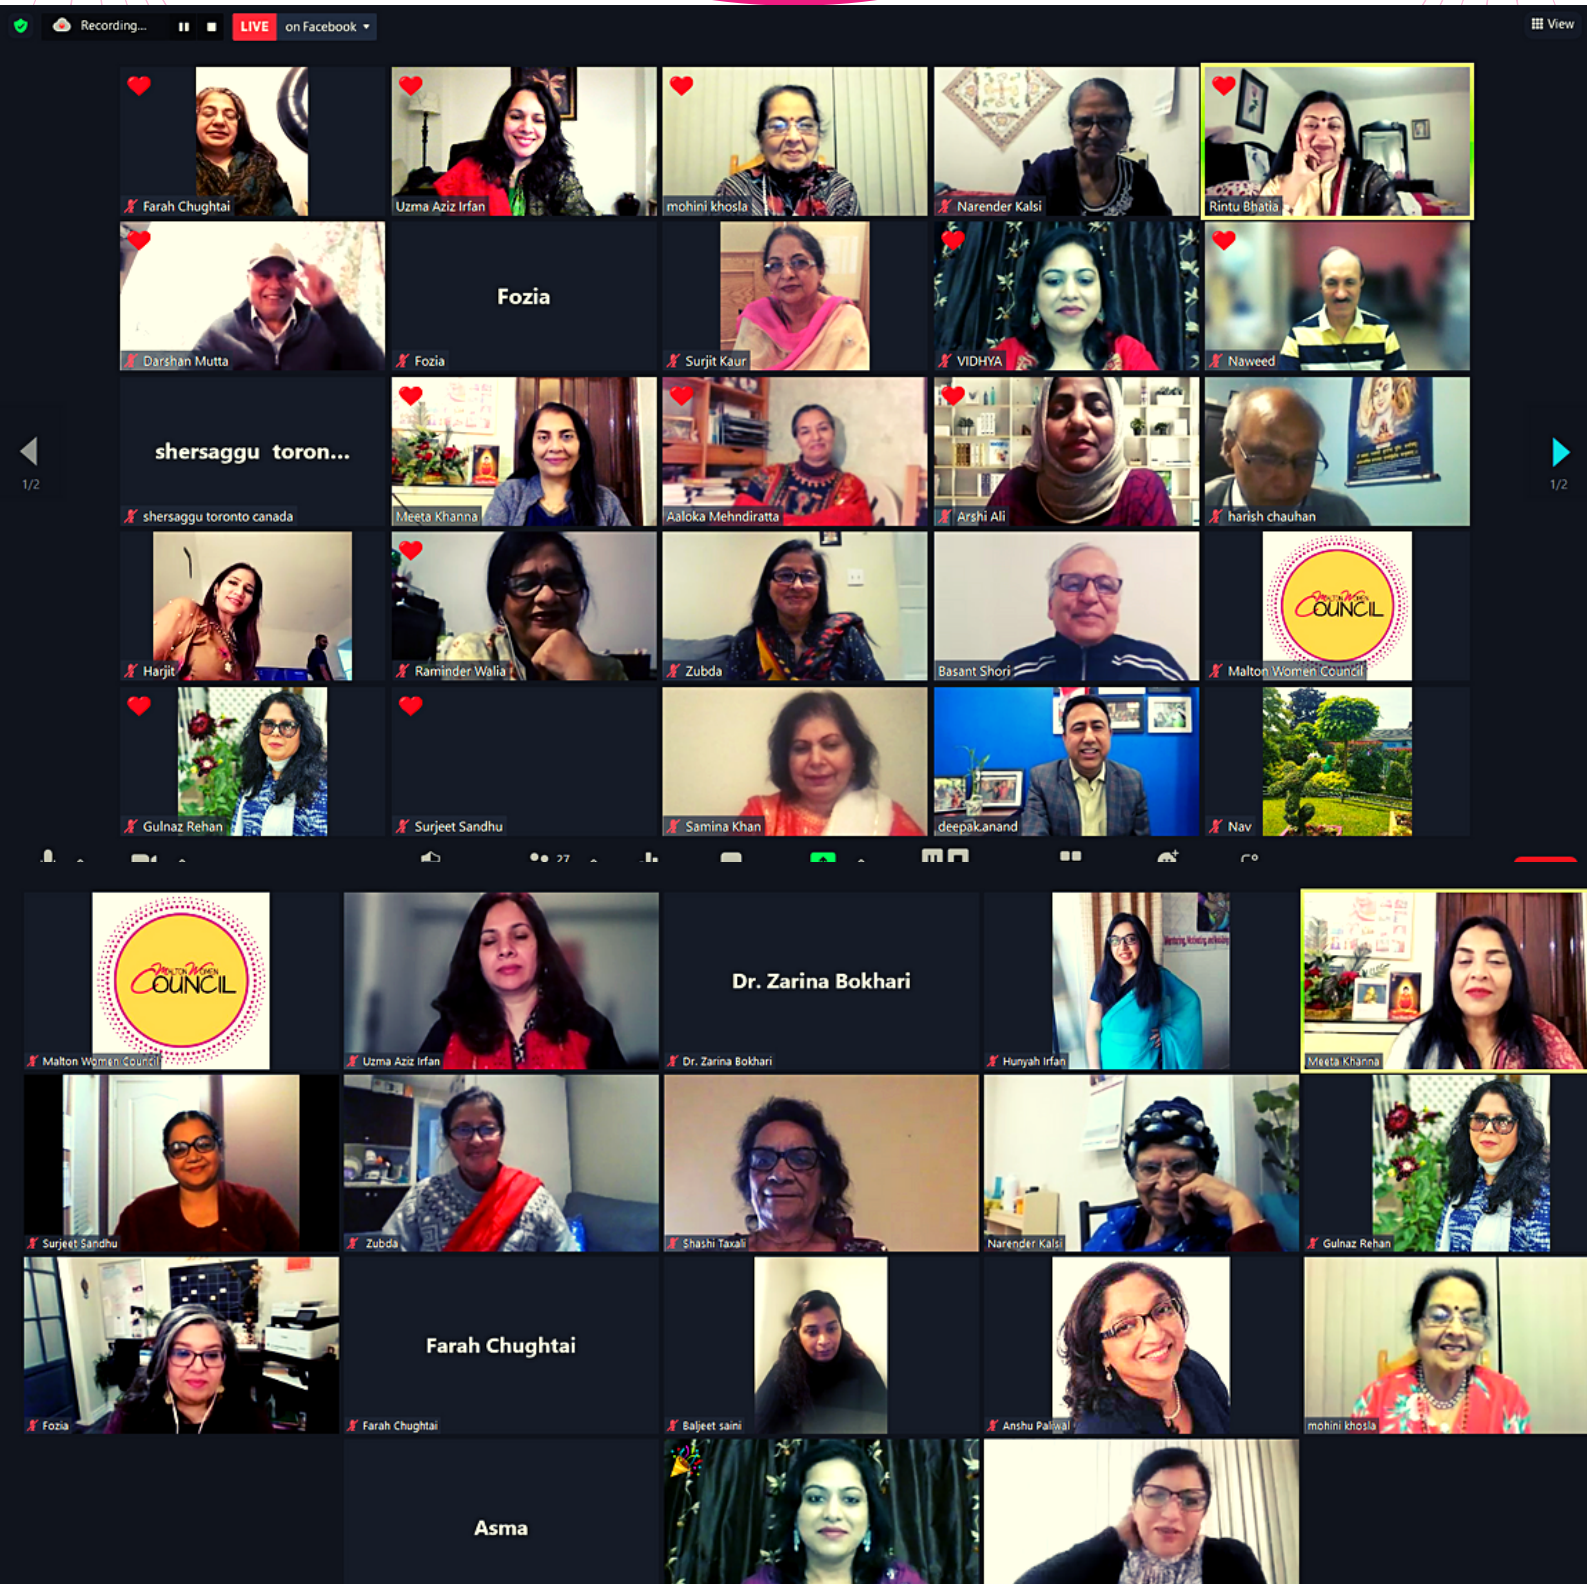 Recording...
LIVE
on Facebook
View
Farah Chughtai
Uzma Aziz Irfan
mohini khosla
Narender Kalsi
Rintu Bhatia
Darshan Mutta
Fozia
Fozia
Surjit Kaur
VIDHYA
Naweed
shersaggu toron...
shersaggu toronto canada
Meeta Khanna
Aaloka Mehndiratta
Arshi Ali
harish chauhan
1/2
1/2
Harjit
Raminder Walia
Zubda
Basant Shori
MALTON WOMEN
COUNCIL
Malton Women Council
Gulnaz Rehan
Surjeet Sandhu
Samina Khan
deepak.anand
Nav
27
MALTON WOMEN
COUNCIL
Malton Women Council
Uzma Aziz Irfan
Dr. Zarina Bokhari
Dr. Zarina Bokhari
Hunyah Irfan
Meeta Khanna
Surjeet Sandhu
Zubda
Shashi Taxali
Narender Kalsi
Gulnaz Rehan
Fozia
Farah Chughtai
Farah Chughtai
Baljeet saini
Anshu Paliwal
mohini khosla
Asma